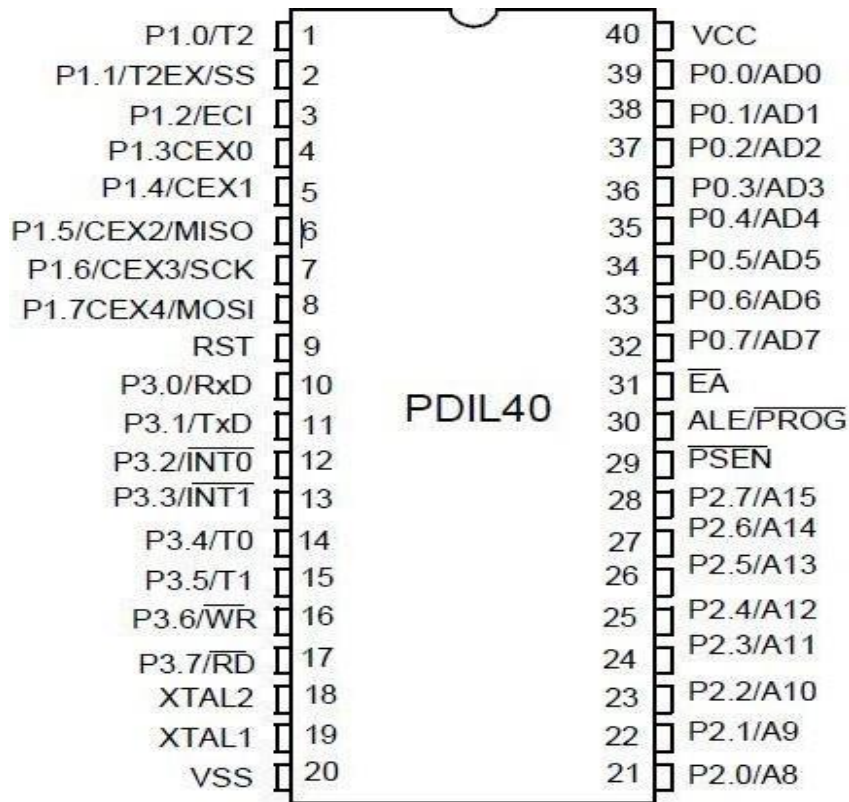 P1.0/T2 1 40 VCC
P1.1/T2EX/SS 2 39 P0.0/AD0
P1.2/ECI 3 38 P0.1/AD1
P1.3CEX0 4 37 P0.2/AD2
P1.4/CEX1 5 36 P0.3/AD3
P1.5/CEX2/MISO 6 35 P0.4/AD4
P1.6/CEX3/SCK 7 34 P0.5/AD5
P1.7CEX4/MOSI 8 33 P0.6/AD6
RST 9 32 P0.7/AD7
P3.0/RxD 10 31 E̅A̅
PDIL40
P3.1/TxD 11 30 ALE/P̅R̅O̅G̅
P3.2/I̅N̅T̅0̅ 12 29 P̅S̅E̅N̅
P3.3/I̅N̅T̅1̅ 13 28 P2.7/A15
P3.4/T0 14 27 P2.6/A14
P3.5/T1 15 26 P2.5/A13
P3.6/W̅R̅ 16 25 P2.4/A12
P3.7/R̅D̅ 17 24 P2.3/A11
XTAL2 18 23 P2.2/A10
XTAL1 19 22 P2.1/A9
VSS 20 21 P2.0/A8